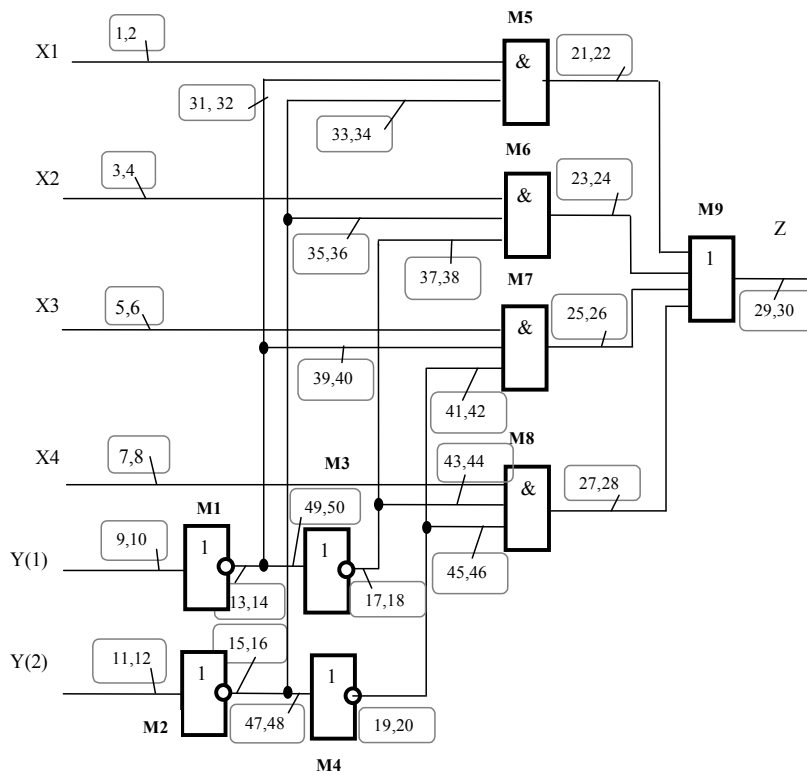 M5
1,2
X1
&
21,22
31, 32
33,34
M6
X2
3,4
&
23,24
M9
Z
35,36
37,38
1
M7
X3
5,6
&
25,26
29,30
39,40
41,42
M8
X4
7,8
M3
43,44
&
27,28
M1
49,50
9,10
1
1
Y(1)
45,46
13,14
17,18
15,16
Y(2)
11,12
1
1
M2
47,48
19,20
M4